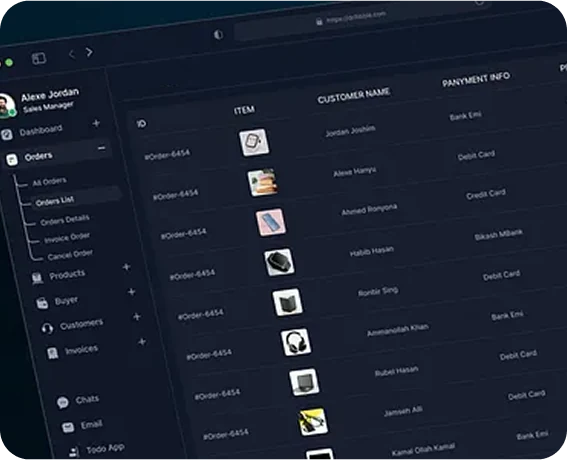 https://dribbble.com
Alexe Jordan
Sales Manager
Dashboard +
Orders −
All Orders
Orders List
Orders Details
Invoice Order
Cancel Order
Products +
Buyer +
Customers +
Invoices +
Chats
Email
Todo App
ID ITEM CUSTOMER NAME PANYMENT INFO
#Order-6454 Jordan Joshim Bank Emi
#Order-6454 Alexe Hanyu Debit Card
#Order-6454 Ahmed Ronyona Credit Card
#Order-6454 Habib Hasan Bikash MBank
#Order-6454 Ronbir Sing Debit Card
#Order-6454 Ammanollah Khan Bank Emi
#Order-6454 Rubel Hasan Debit Card
#Order-6454 Jamseh Alli Debit Card
Kamal Ollah Kamal Bank Emi